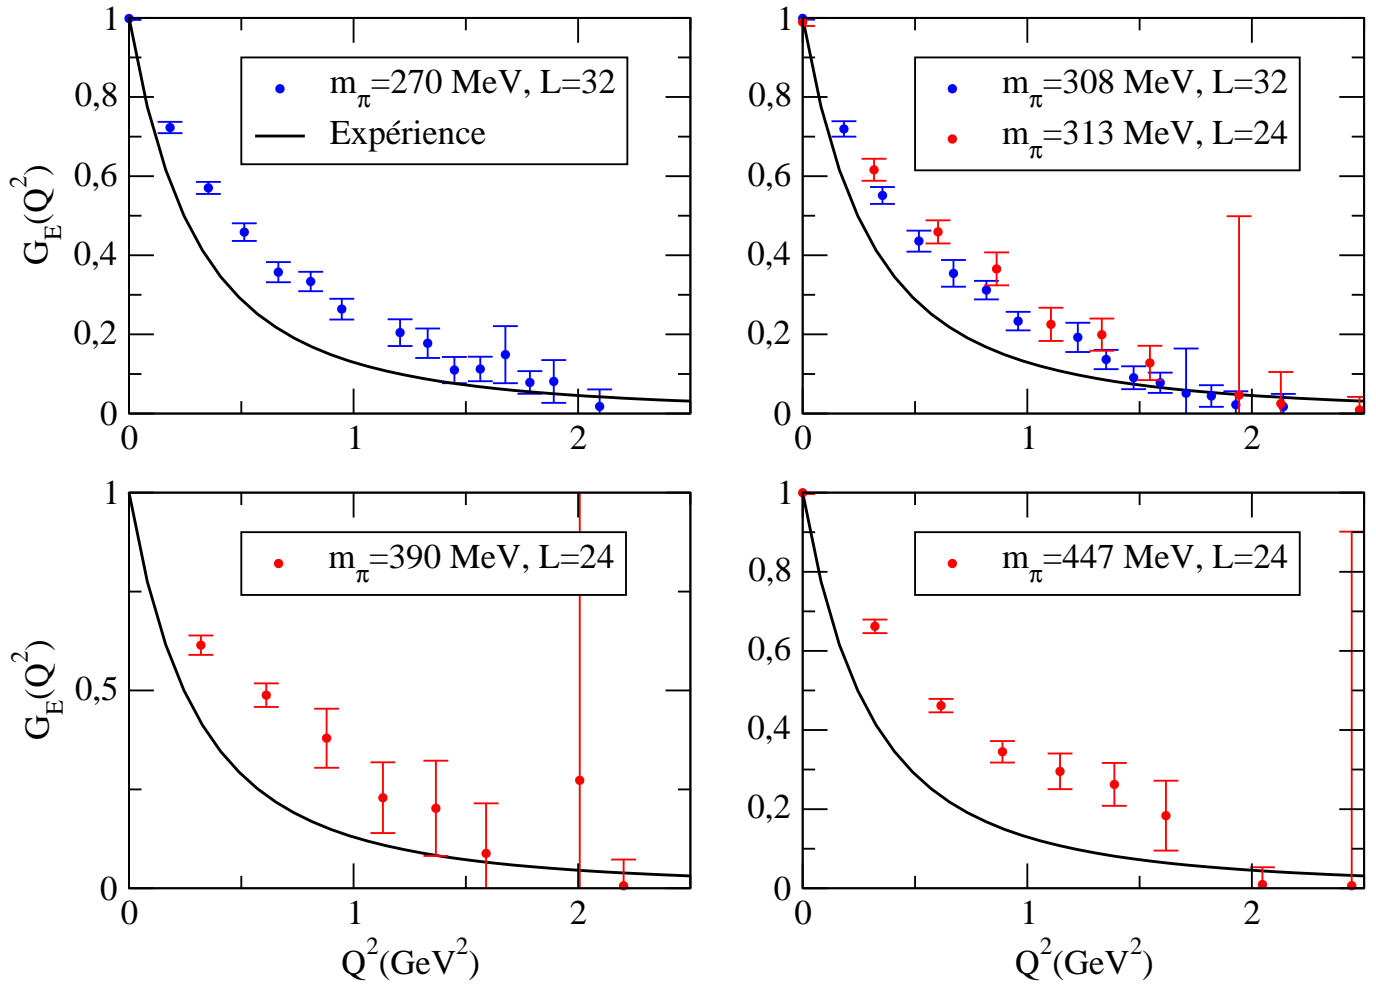 1
0,8
0,6
0,4
0,2
0
0 1 2
G_E(Q^2)
m_π=270 MeV, L=32
Expérience
1
0,8
0,6
0,4
0,2
0
0 1 2
m_π=308 MeV, L=32
m_π=313 MeV, L=24
1
0,5
0
0 1 2
G_E(Q^2)
Q^2(GeV^2)
m_π=390 MeV, L=24
1
0,8
0,6
0,4
0,2
0
0 1 2
Q^2(GeV^2)
m_π=447 MeV, L=24